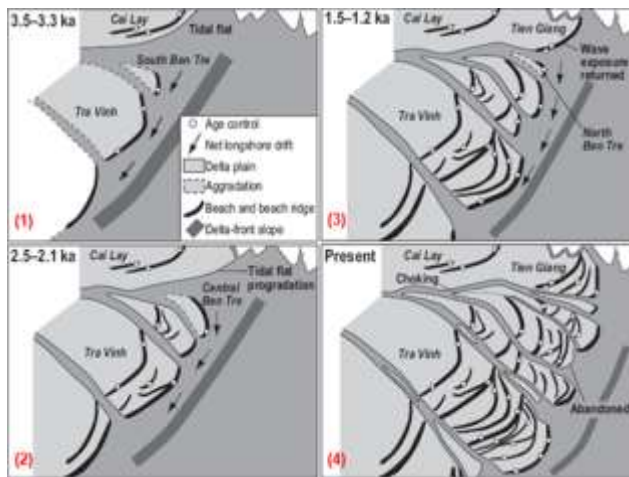 3.5–3.3 ka
Cai Lay
Tidal flat
South Ben Tre
Tra Vinh
Age control
Net longshore drift
Delta plain
Aggradation
Beach and beach ridge
Delta-front slope
(1)
1.5–1.2 ka
Cai Lay
Tien Giang
Wave
exposure
returned
Tra Vinh
North
Ben Tre
(3)
2.5–2.1 ka
Cai Lay
Tidal flat
progradation
Central
Ben Tre
Tra Vinh
(2)
Present
Cai Lay
Tien Giang
Choking
Tra Vinh
Abandoned
(4)